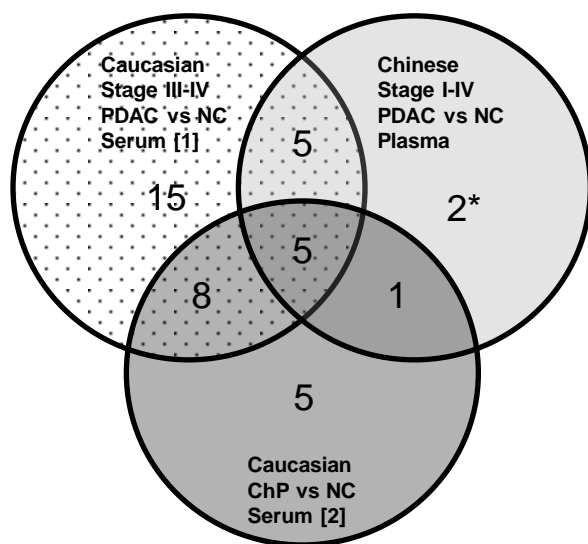 Caucasian
Stage III-IV
PDAC vs NC
Serum [1]
Chinese
Stage I-IV
PDAC vs NC
Plasma
5
15
2*
5
8
1
5
Caucasian
ChP vs NC
Serum [2]